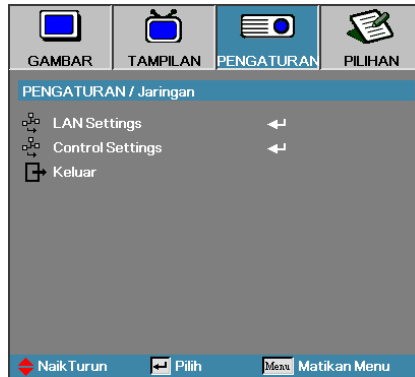 GAMBAR TAMPILAN PENGATURAN PILIHAN
PENGATURAN / Jaringan
LAN Settings
Control Settings
Keluar
NaikTurun Pilih Menu Matikan Menu